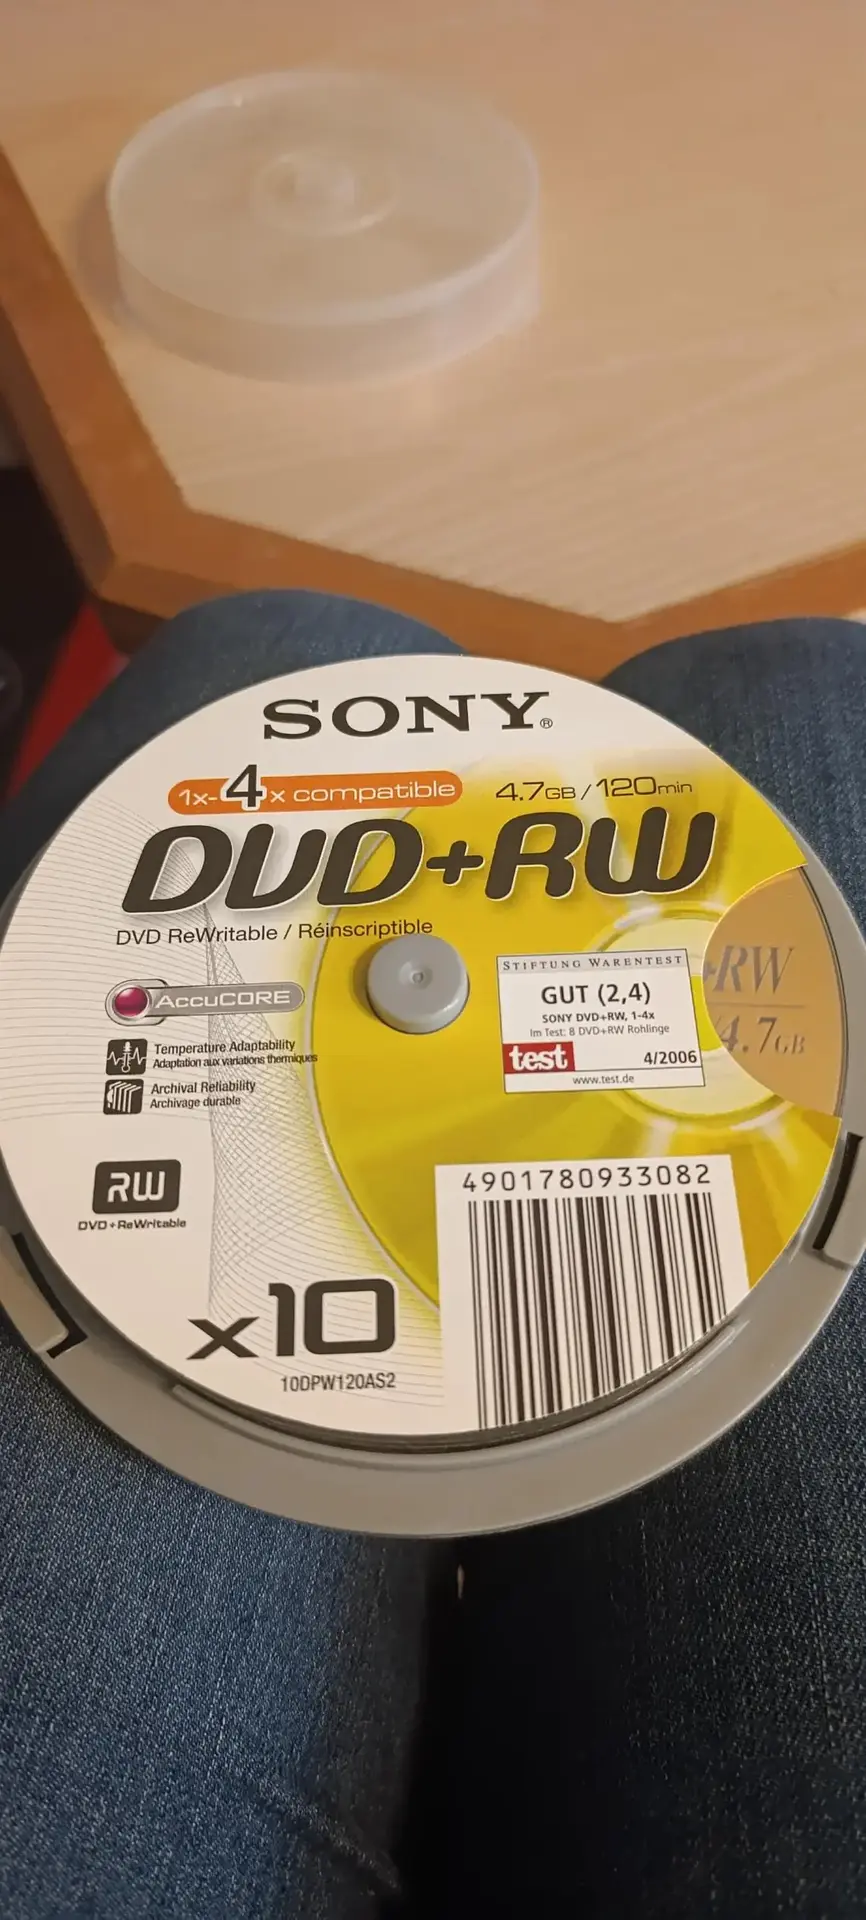 SONY®
1x-4x compatible
4.7GB / 120min
DVD+RW
DVD ReWritable / Réinscriptible
AccuCORE
Temperature Adaptability
Adaptation aux variations thermiques
Archival Reliability
Archivage durable
RW
DVD+ReWritable
x10
10DPW120AS2
STIFTUNG WARENTEST
GUT (2,4)
SONY DVD+RW, 1-4x
Im Test: 8 DVD+RW Rohlinge
test 4/2006
www.test.de
+RW
4.7GB
4901780933082